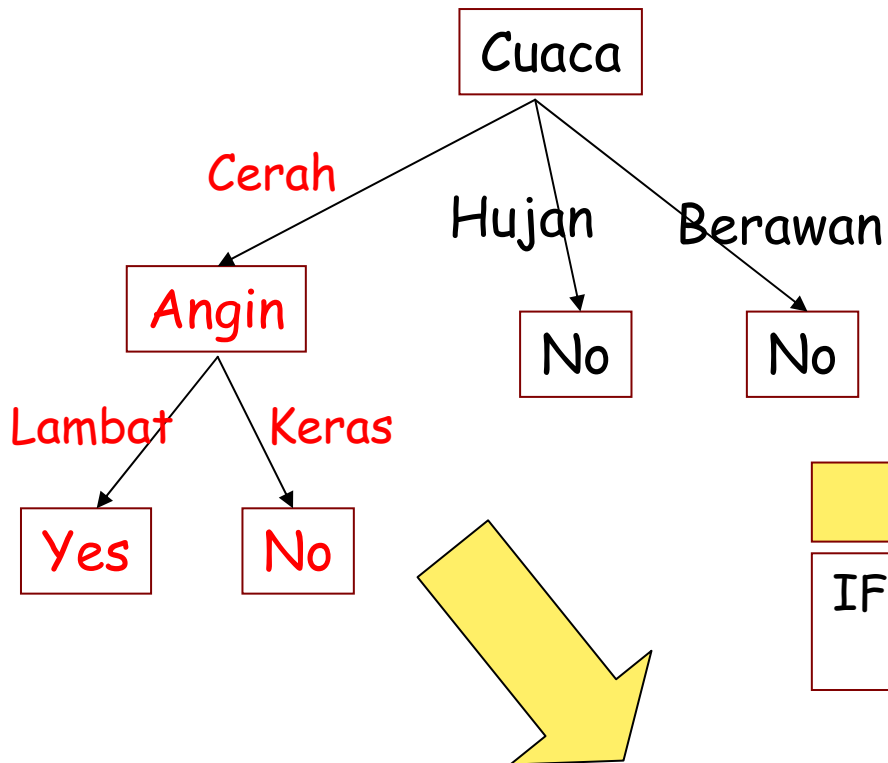 Cuaca
Cerah
Hujan
Berawan
Angin
No
No
Lambat
Keras
Yes
No
IF